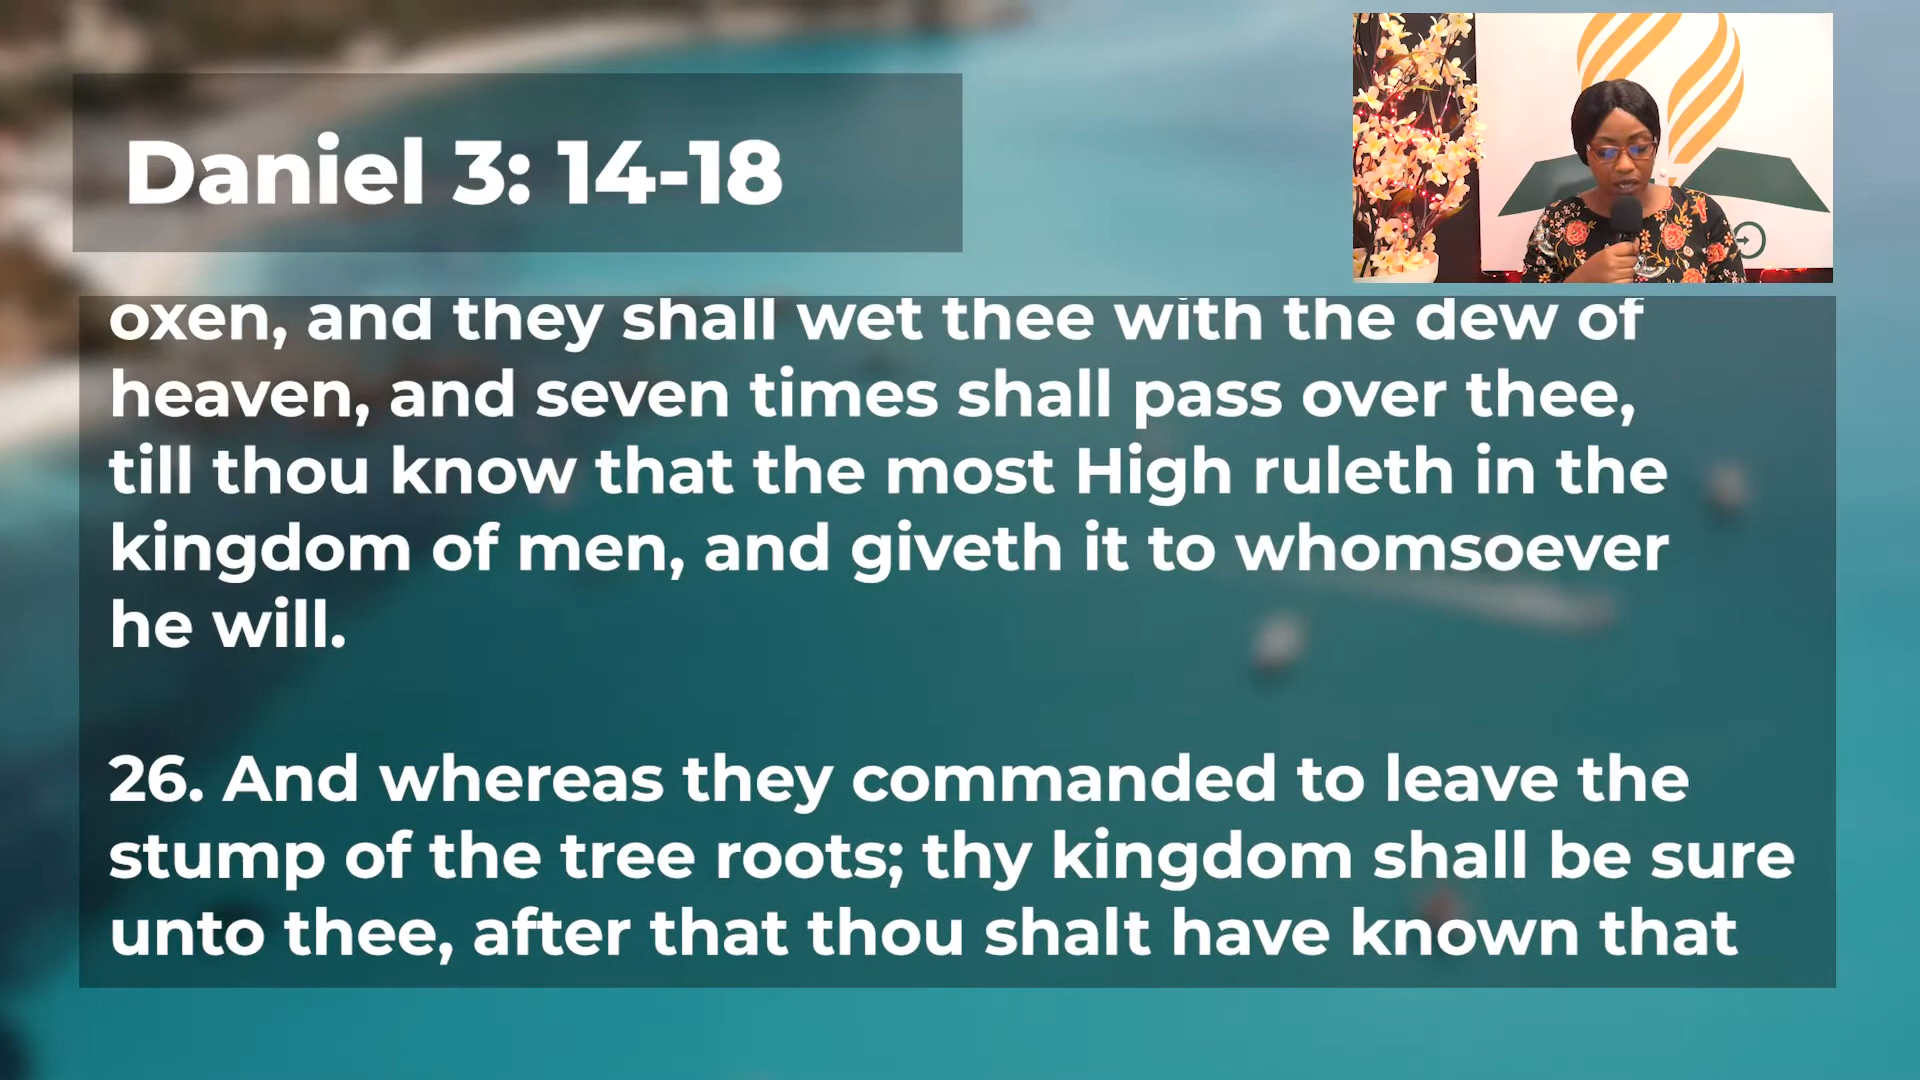 Daniel 3: 14-18
oxen, and they shall wet thee with the dew of
heaven, and seven times shall pass over thee,
till thou know that the most High ruleth in the
kingdom of men, and giveth it to whomsoever
he will.
26. And whereas they commanded to leave the
stump of the tree roots; thy kingdom shall be sure
unto thee, after that thou shalt have known that